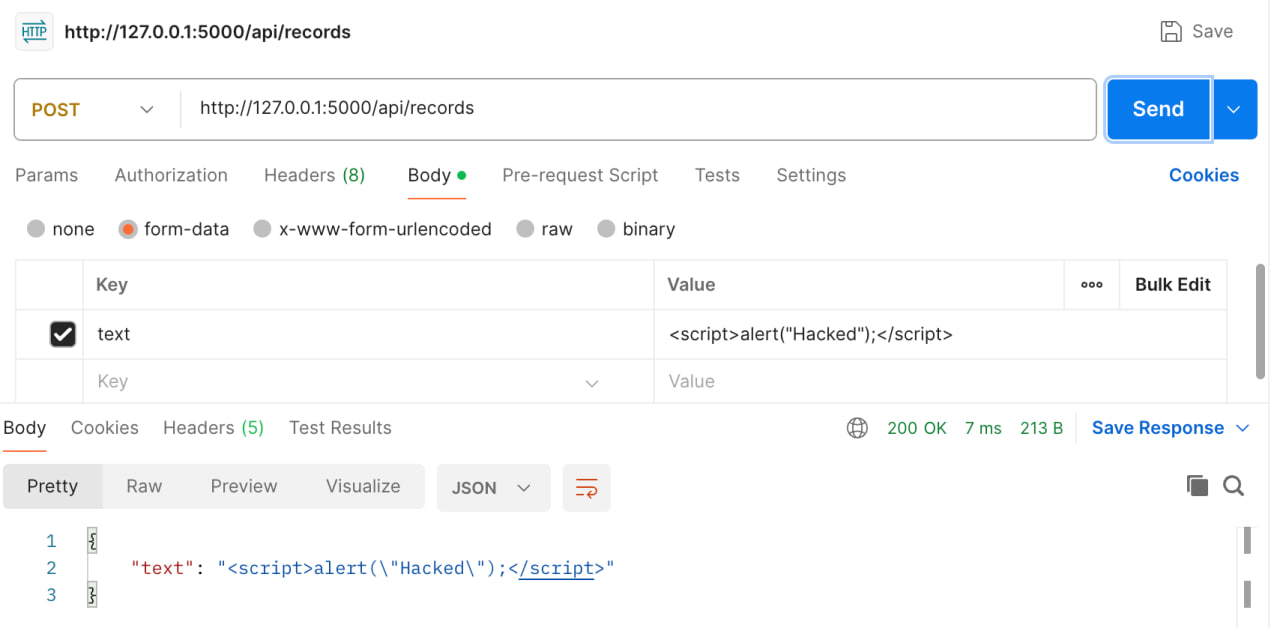 HTTP http://127.0.0.1:5000/api/records Save
POST http://127.0.0.1:5000/api/records Send
Params Authorization Headers (8) Body Pre-request Script Tests Settings Cookies
none form-data x-www-form-urlencoded raw binary
Key Value ooo Bulk Edit
text <script>alert("Hacked");</script>
Key Value
Body Cookies Headers (5) Test Results 200 OK 7 ms 213 B Save Response
Pretty Raw Preview Visualize JSON
1 {
2 "text": "<script>alert(\"Hacked\");</script>"
3 }